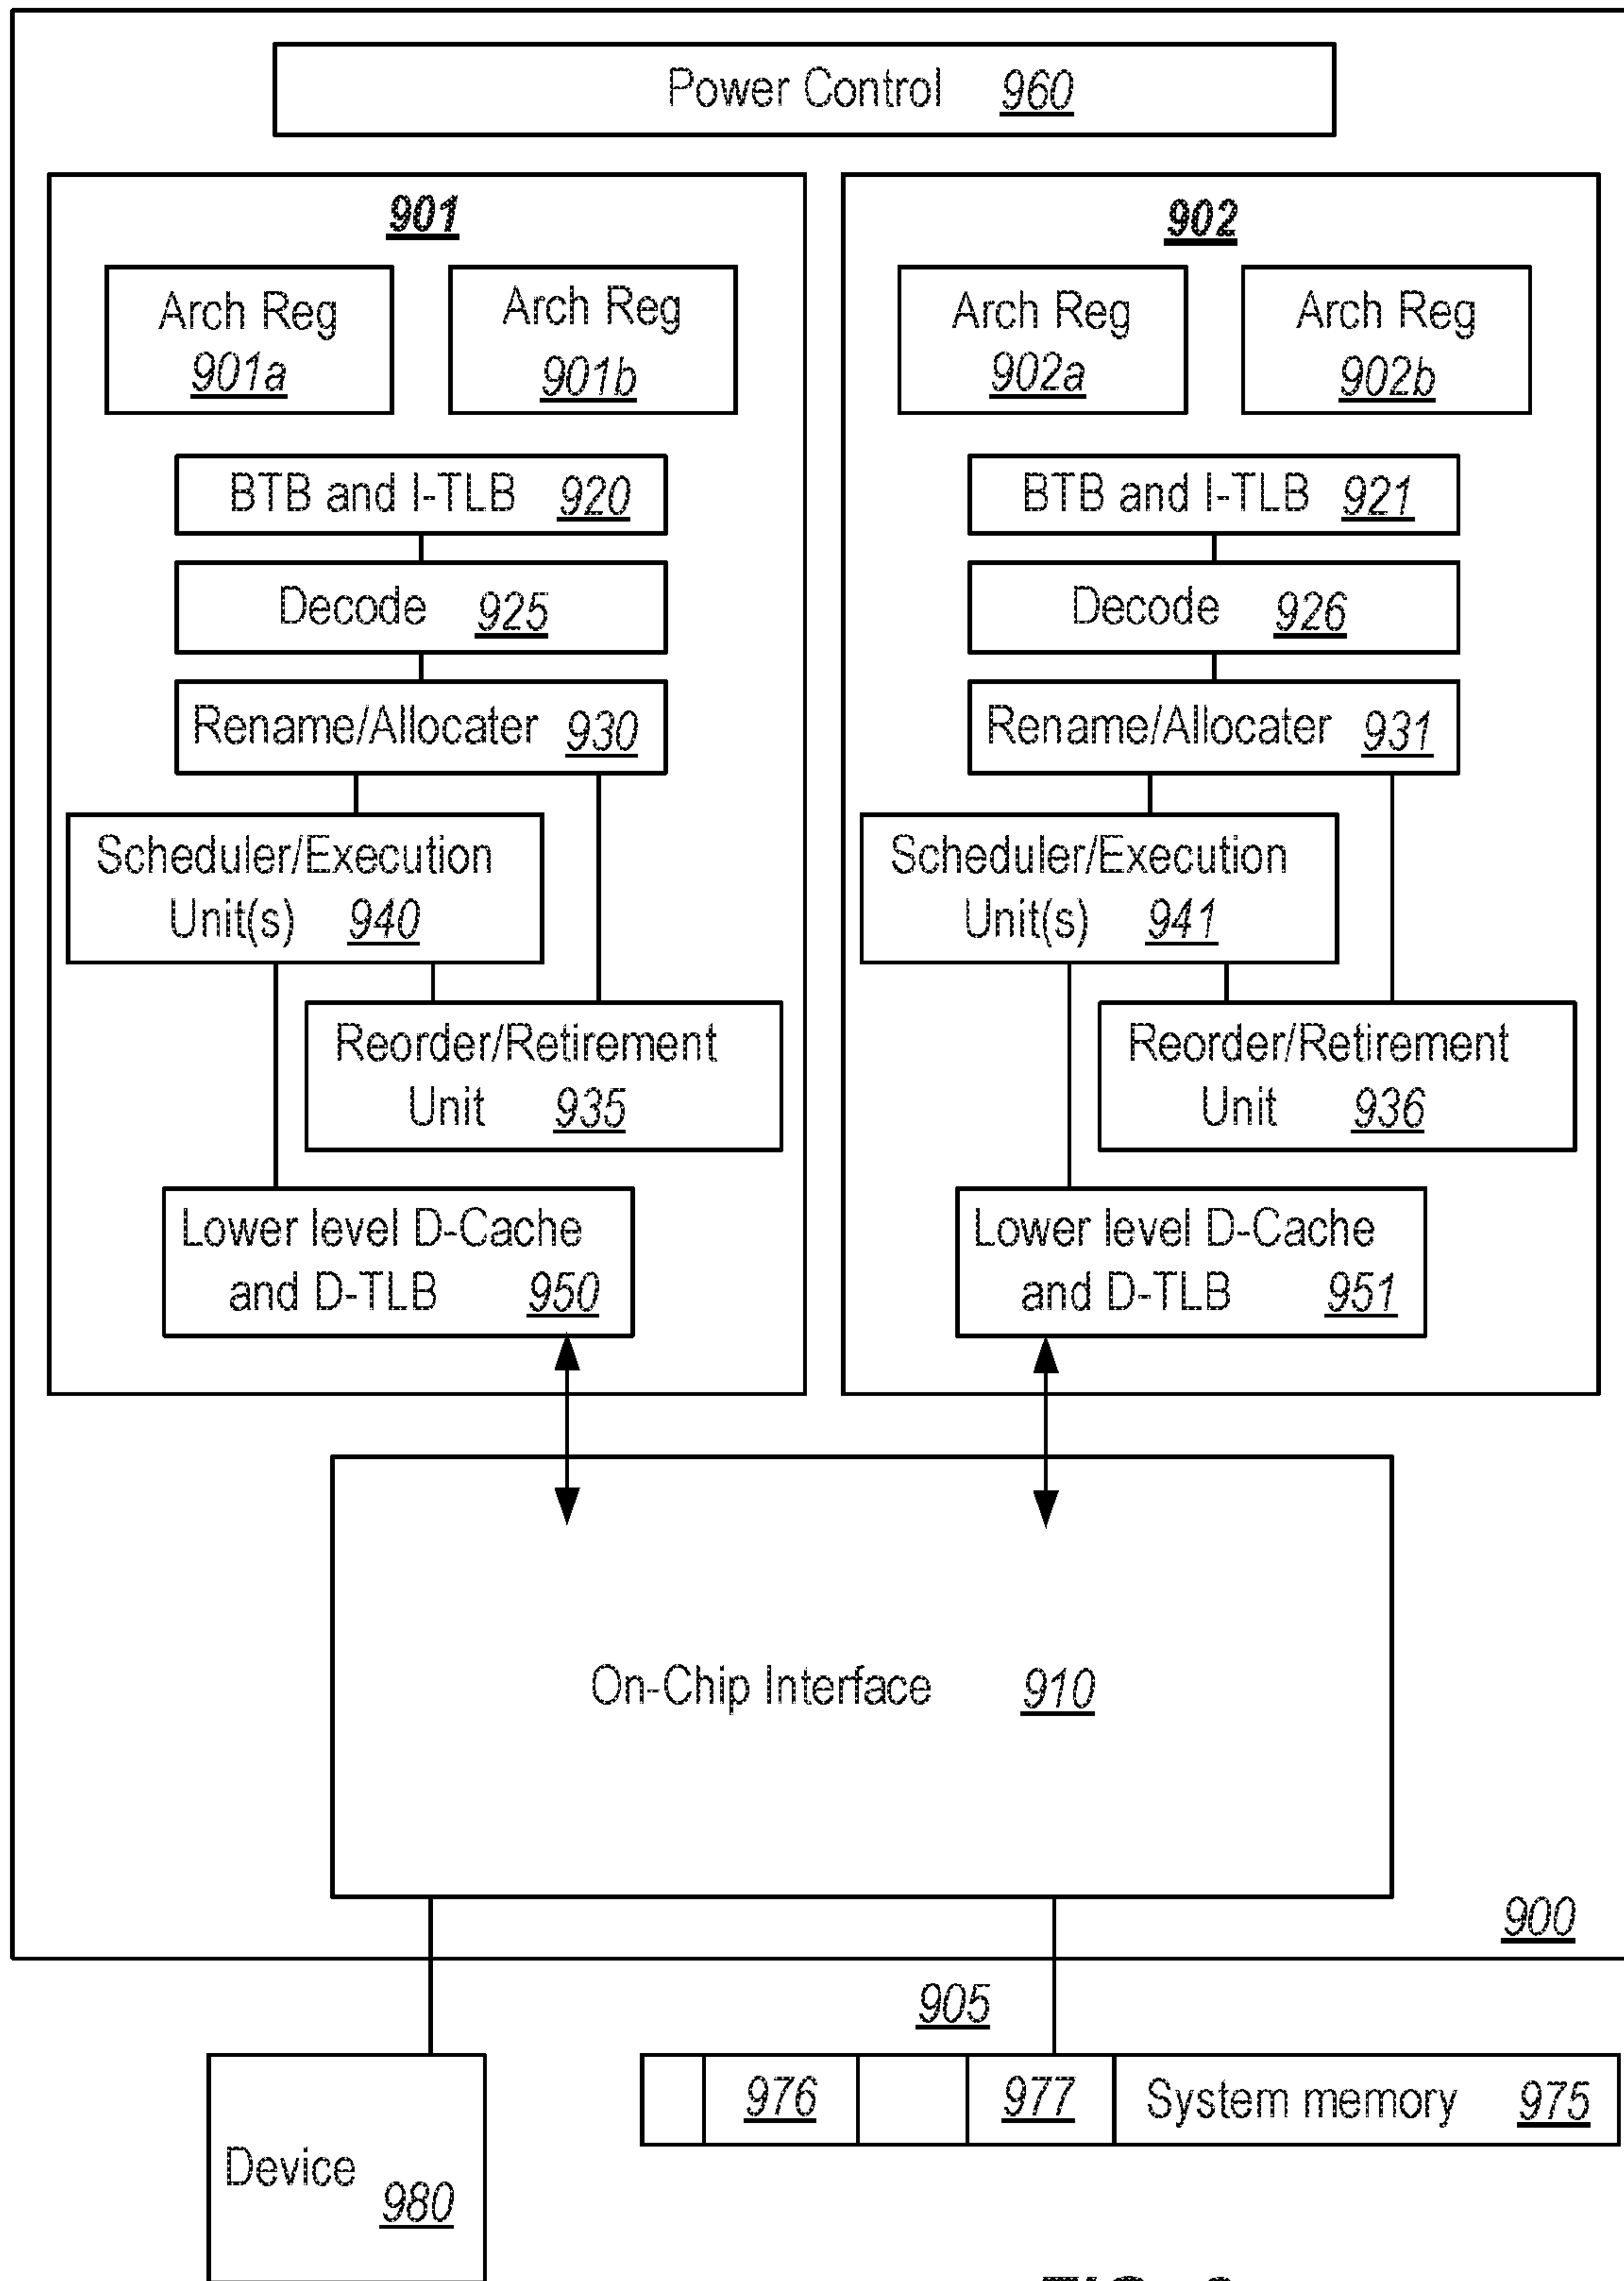 Power Control 960
901
Arch Reg
901a
Arch Reg
901b
BTB and I-TLB 920
Decode 925
Rename/Allocater 930
Scheduler/Execution
Unit(s) 940
Reorder/Retirement
Unit 935
Lower level D-Cache
and D-TLB 950
902
Arch Reg
902a
Arch Reg
902b
BTB and I-TLB 921
Decode 926
Rename/Allocater 931
Scheduler/Execution
Unit(s) 941
Reorder/Retirement
Unit 936
Lower level D-Cache
and D-TLB 951
On-Chip Interface 910
900
905
976 977 System memory 975
Device 980